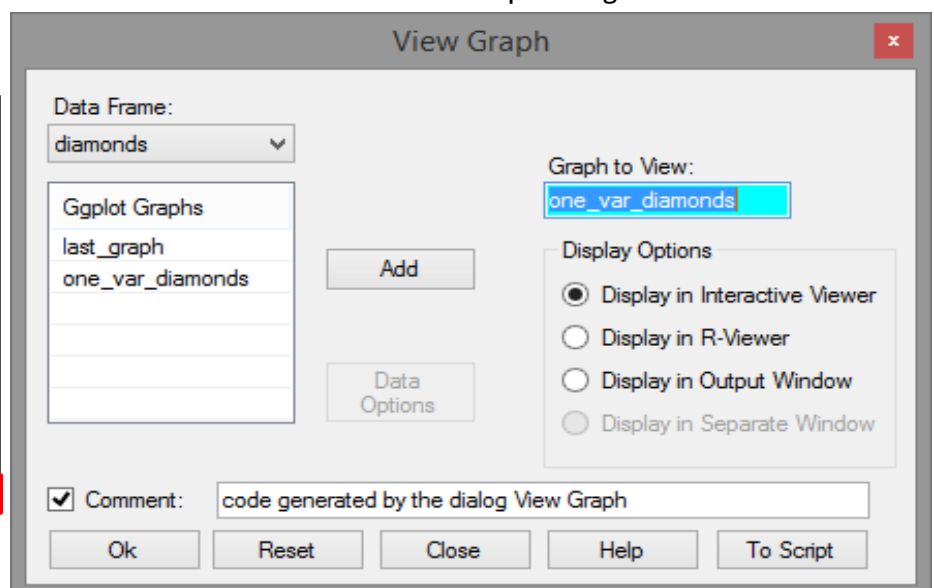 View Graph
x
Data Frame:
diamonds
Graph to View:
one_var_diamonds
Ggplot Graphs
last_graph
one_var_diamonds
Add
Data
Options
Display Options
Display in Interactive Viewer
Display in R-Viewer
Display in Output Window
Display in Separate Window
Comment:
code generated by the dialog View Graph
Ok
Reset
Close
Help
To Script